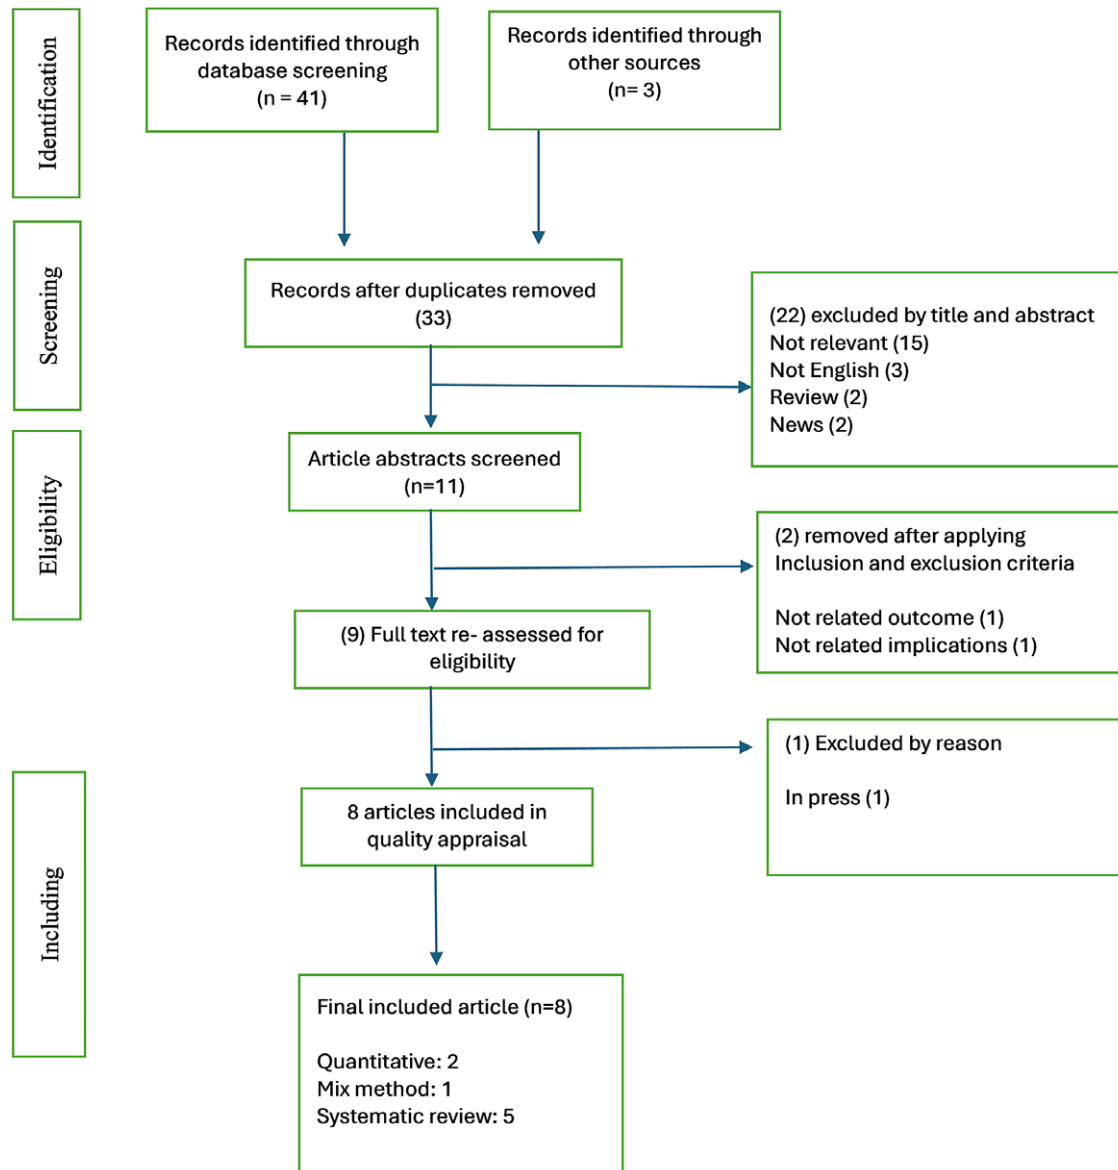 Identification
Records identified through
database screening
(n = 41)
Records identified through
other sources
(n= 3)
Screening
Records after duplicates removed
(33)
(22) excluded by title and abstract
Not relevant (15)
Not English (3)
Review (2)
News (2)
Eligibility
Article abstracts screened
(n=11)
(2) removed after applying
Inclusion and exclusion criteria
Not related outcome (1)
Not related implications (1)
(9) Full text re- assessed for
eligibility
(1) Excluded by reason
In press (1)
Including
8 articles included in
quality appraisal
Final included article (n=8)
Quantitative: 2
Mix method: 1
Systematic review: 5